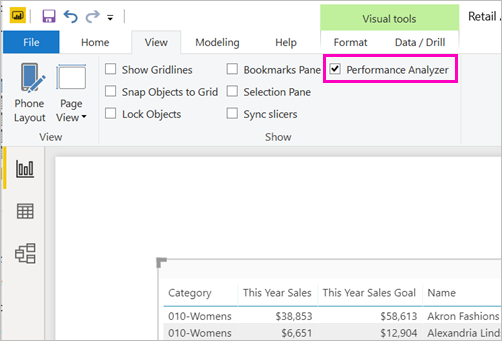 Visual tools
Retail
File Home View Modeling Help Format Data / Drill
Phone Layout
Page View
Show Gridlines
Snap Objects to Grid
Lock Objects
Bookmarks Pane
Selection Pane
Sync slicers
Performance Analyzer
View Show
Category This Year Sales This Year Sales Goal Name
010-Womens $38,853 $58,613 Akron Fashions
010-Womens $6,651 $12,904 Alexandria Lind